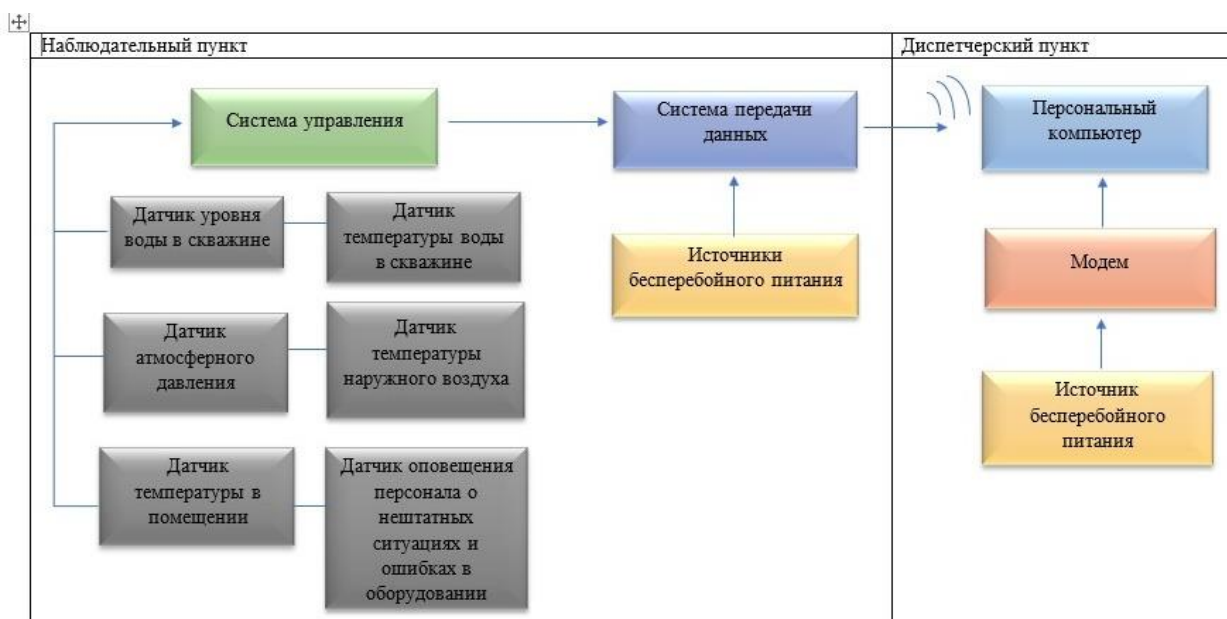 Наблюдательный пункт
Диспетчерский пункт
Система управления
Система передачи
данных
Персональный
компьютер
Датчик уровня
воды в скважине
Датчик
температуры воды
в скважине
Источники
бесперебойного питания
Модем
Датчик
атмосферного
давления
Датчик
температуры
наружного воздуха
Источник
бесперебойного
питания
Датчик
температуры в
помещении
Датчик оповещения
персонала о
нештатных
ситуациях и
ошибках в
оборудовании